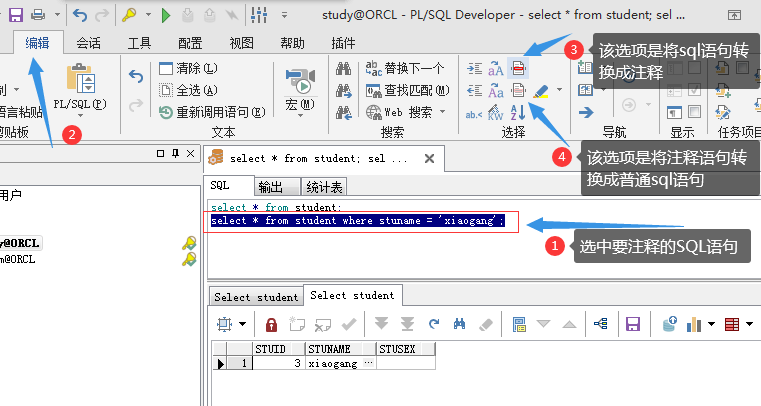 study@ORCL - PL/SQL Developer - select * from student; sel ...
编辑 会话 工具 配置 视图 帮助 插件
清除(L)
替换下一个
全选(A)
查找匹配(M)
语言粘贴
PL/SQL(F)
重新调用语句(E)
宏(M)
Web 搜索
剪贴板
文本
搜索
选择
导航
显示
任务项目
3
该选项是将sql语句转
换成注释
2
4
该选项是将注释语句转
换成普通sql语句
select * from student; sel ...
用户
SQL 输出 统计表
select * from student;
select * from student where stuname = 'xiaogang';
y@ORCL
m@ORCL
1
选中要注释的SQL语句
Select student Select student
STUID STUNAME STUSEX
1 3 xiaogang ...